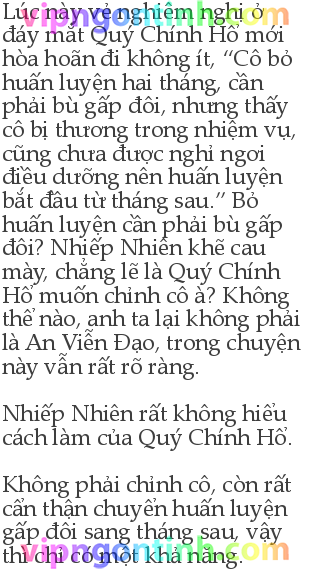 Lúc này vẻ nghiêm nghị ở
đáy mắt Quý Chính Hổ mới
hòa hoãn đi không ít, “Cô bỏ
huấn luyện hai tháng, cần
phải bù gấp đôi, nhưng thấy
cô bị thương trong nhiệm vụ,
cũng chưa được nghỉ ngơi
điều dưỡng nên huấn luyện
bắt đầu từ tháng sau.” Bỏ
huấn luyện cần phải bù gấp
đôi? Nhiếp Nhiên khẽ cau
mày, chẳng lẽ là Quý Chính
Hổ muốn chỉnh cô à? Không
thể nào, anh ta lại không phải
là An Viễn Đạo, trong chuyện
này vẫn rất rõ ràng.
Nhiếp Nhiên rất không hiểu
cách làm của Quý Chính Hổ.
Không phải chỉnh cô, còn rất
cẩn thận chuyển huấn luyện
gấp đôi sang tháng sau, vậy
thì chỉ có một khả năng.
vipngontinh.com
vipngontinh.com